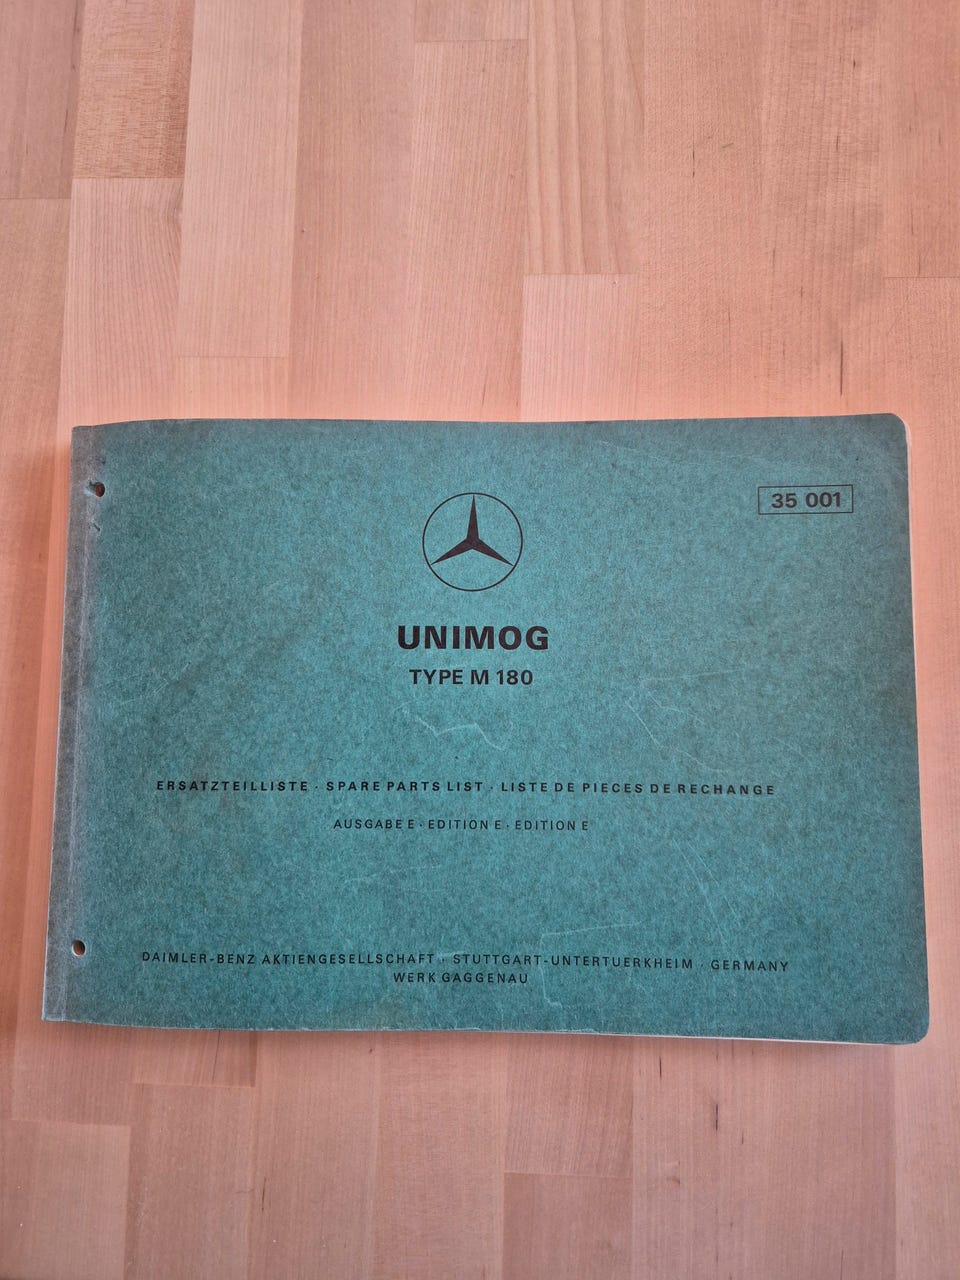 35 001
UNIMOG
TYPE M 180
ERSATZTEILLISTE · SPARE PARTS LIST · LISTE DE PIECES DE RECHANGE
AUSGABE E · EDITION E · EDITION E
DAIMLER-BENZ AKTIENGESELLSCHAFT · STUTTGART-UNTERTUERKHEIM · GERMANY
WERK GAGGENAU